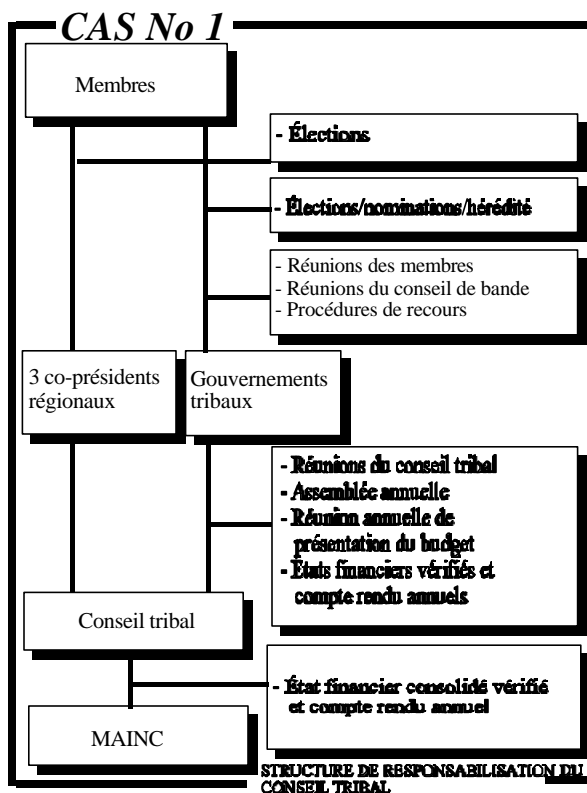 CAS No 1
Membres
- Élections
- Élections/nominations/hérédité
- Réunions des membres
- Réunions du conseil de bande
- Procédures de recours
3 co-présidents
régionaux
Gouvernements
tribaux
- Réunions du conseil tribal
- Assemblée annuelle
- Réunion annuelle de
présentation du budget
- États financiers vérifiés et
compte rendu annuels
Conseil tribal
- État financier consolidé vérifié
et compte rendu annuel
MAINC
STRUCTURE DE RESPONSABILISATION DU
CONSEIL TRIBAL